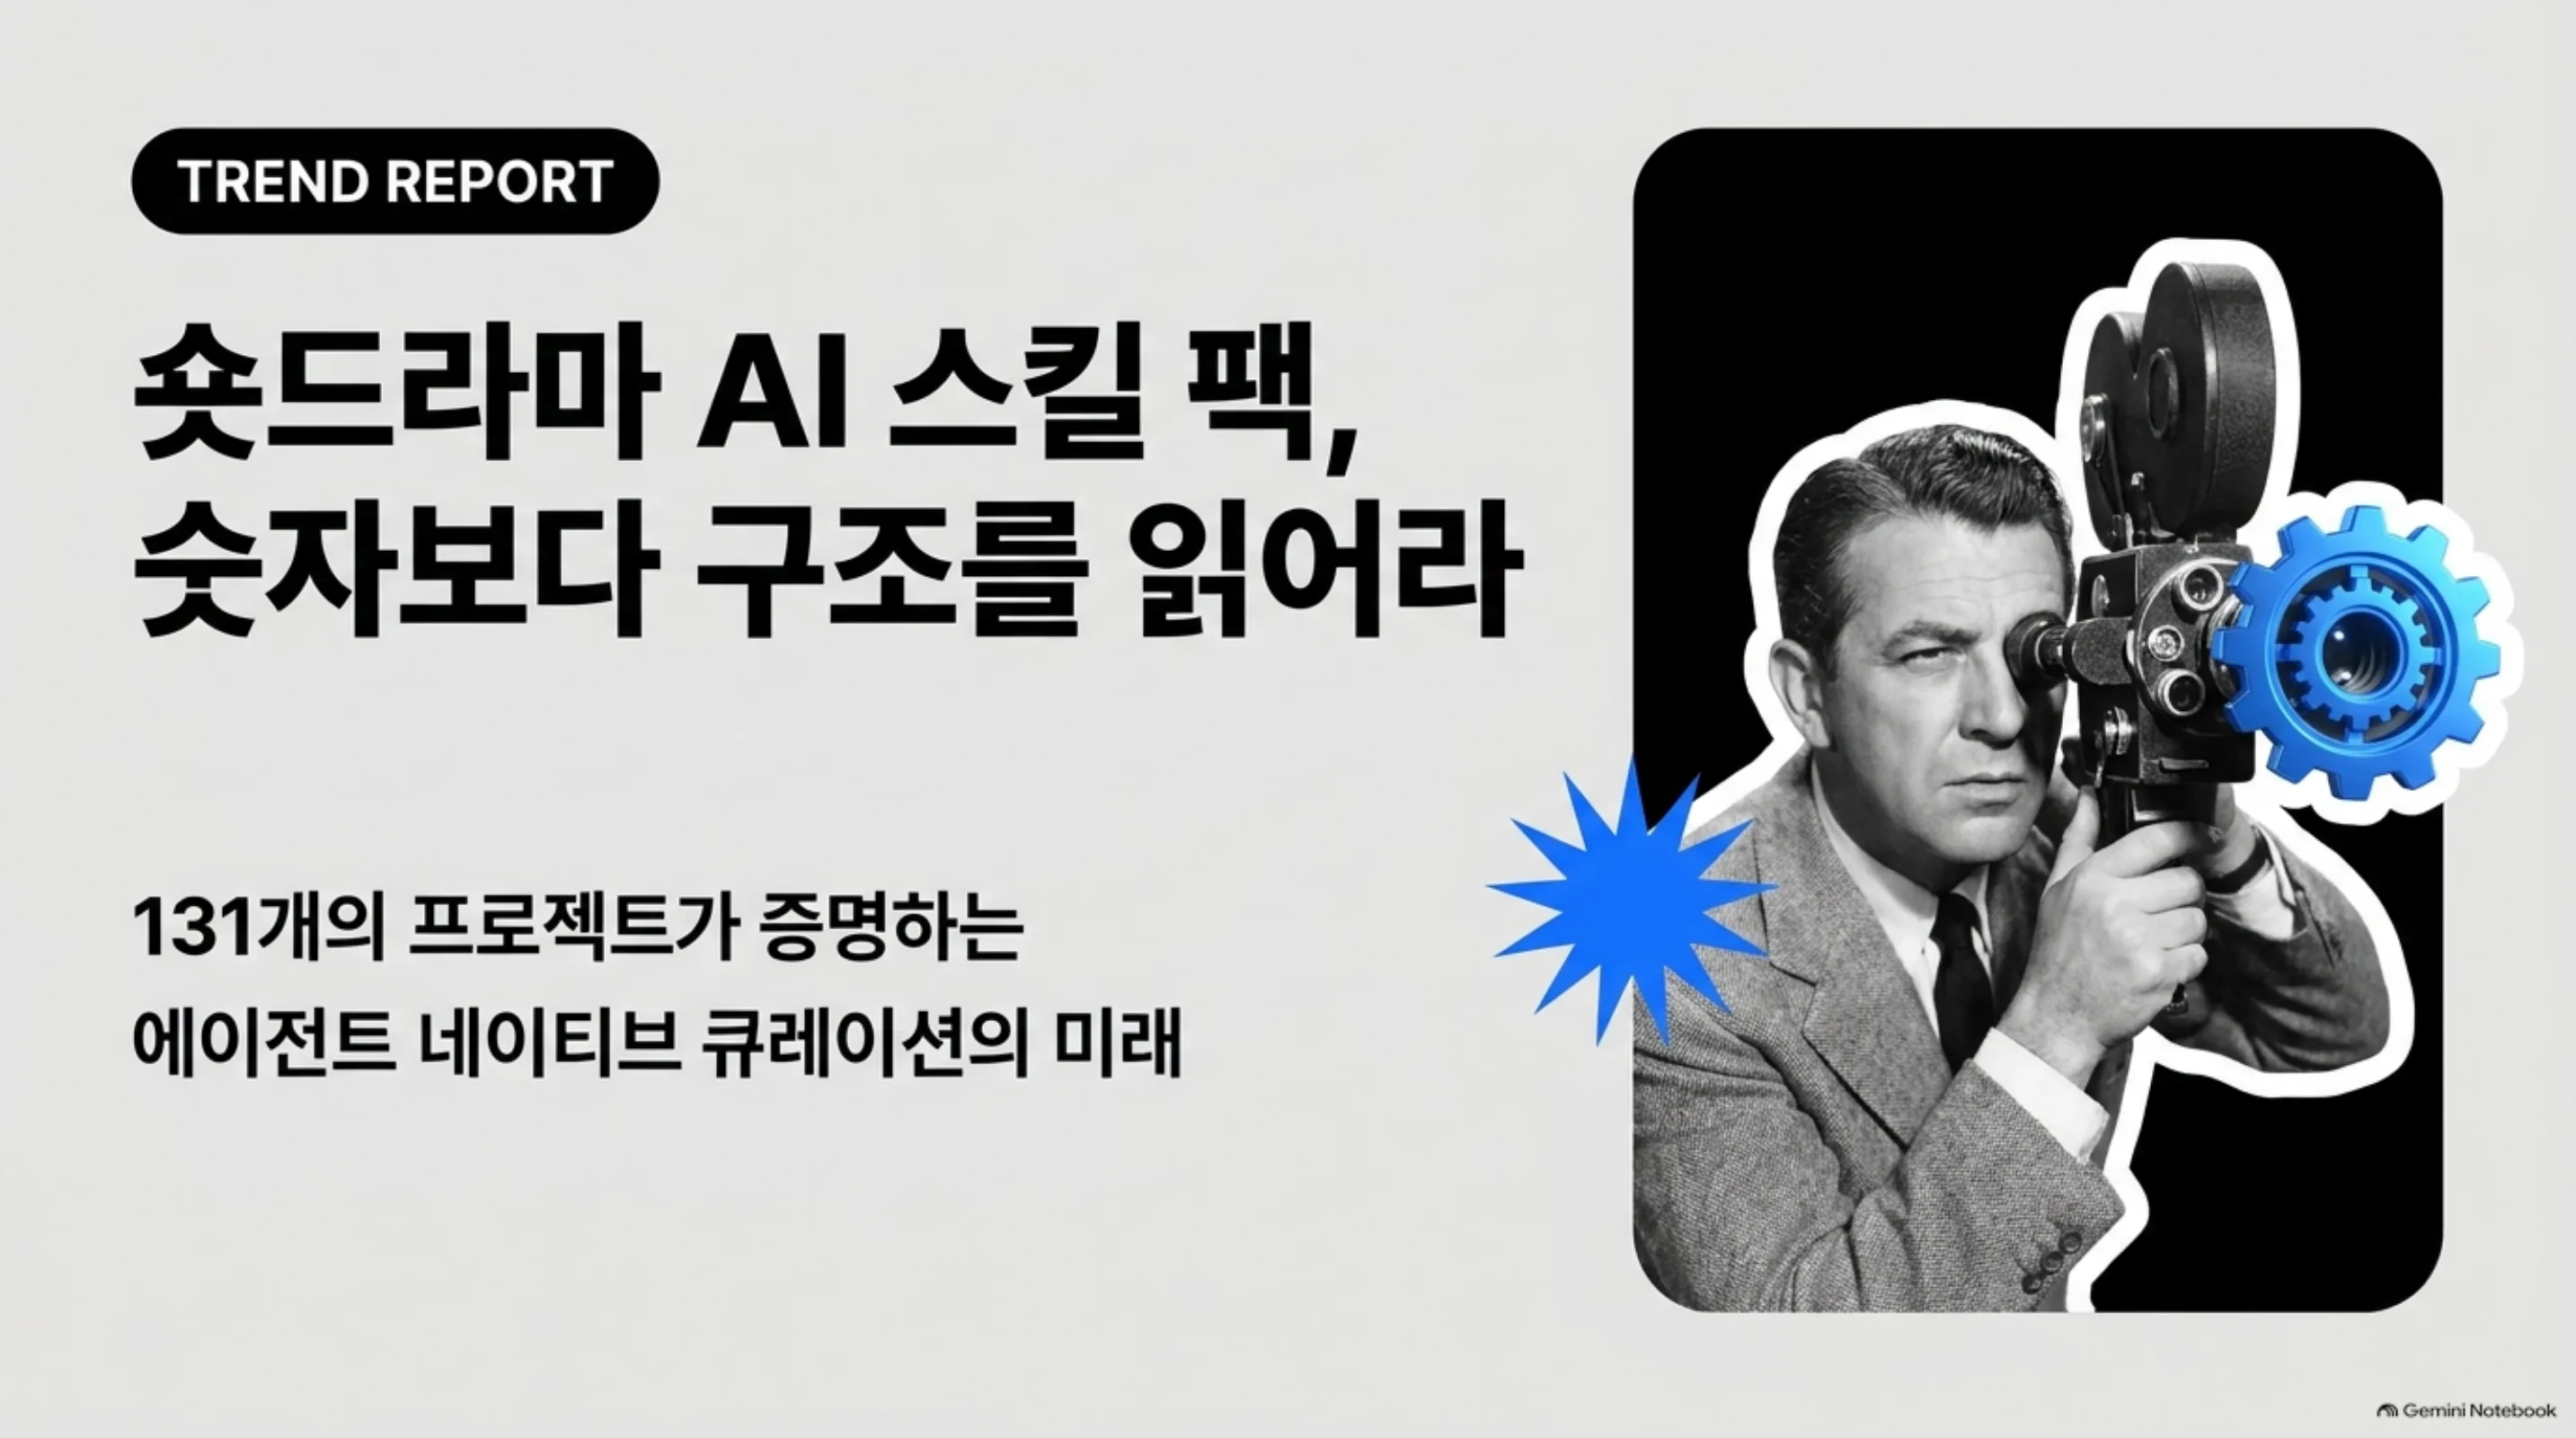 TREND REPORT
숏드라마 AI 스킬 팩,
숫자보다 구조를 읽어라
131개의 프로젝트가 증명하는
에이전트 네이티브 큐레이션의 미래
Gemini Notebook